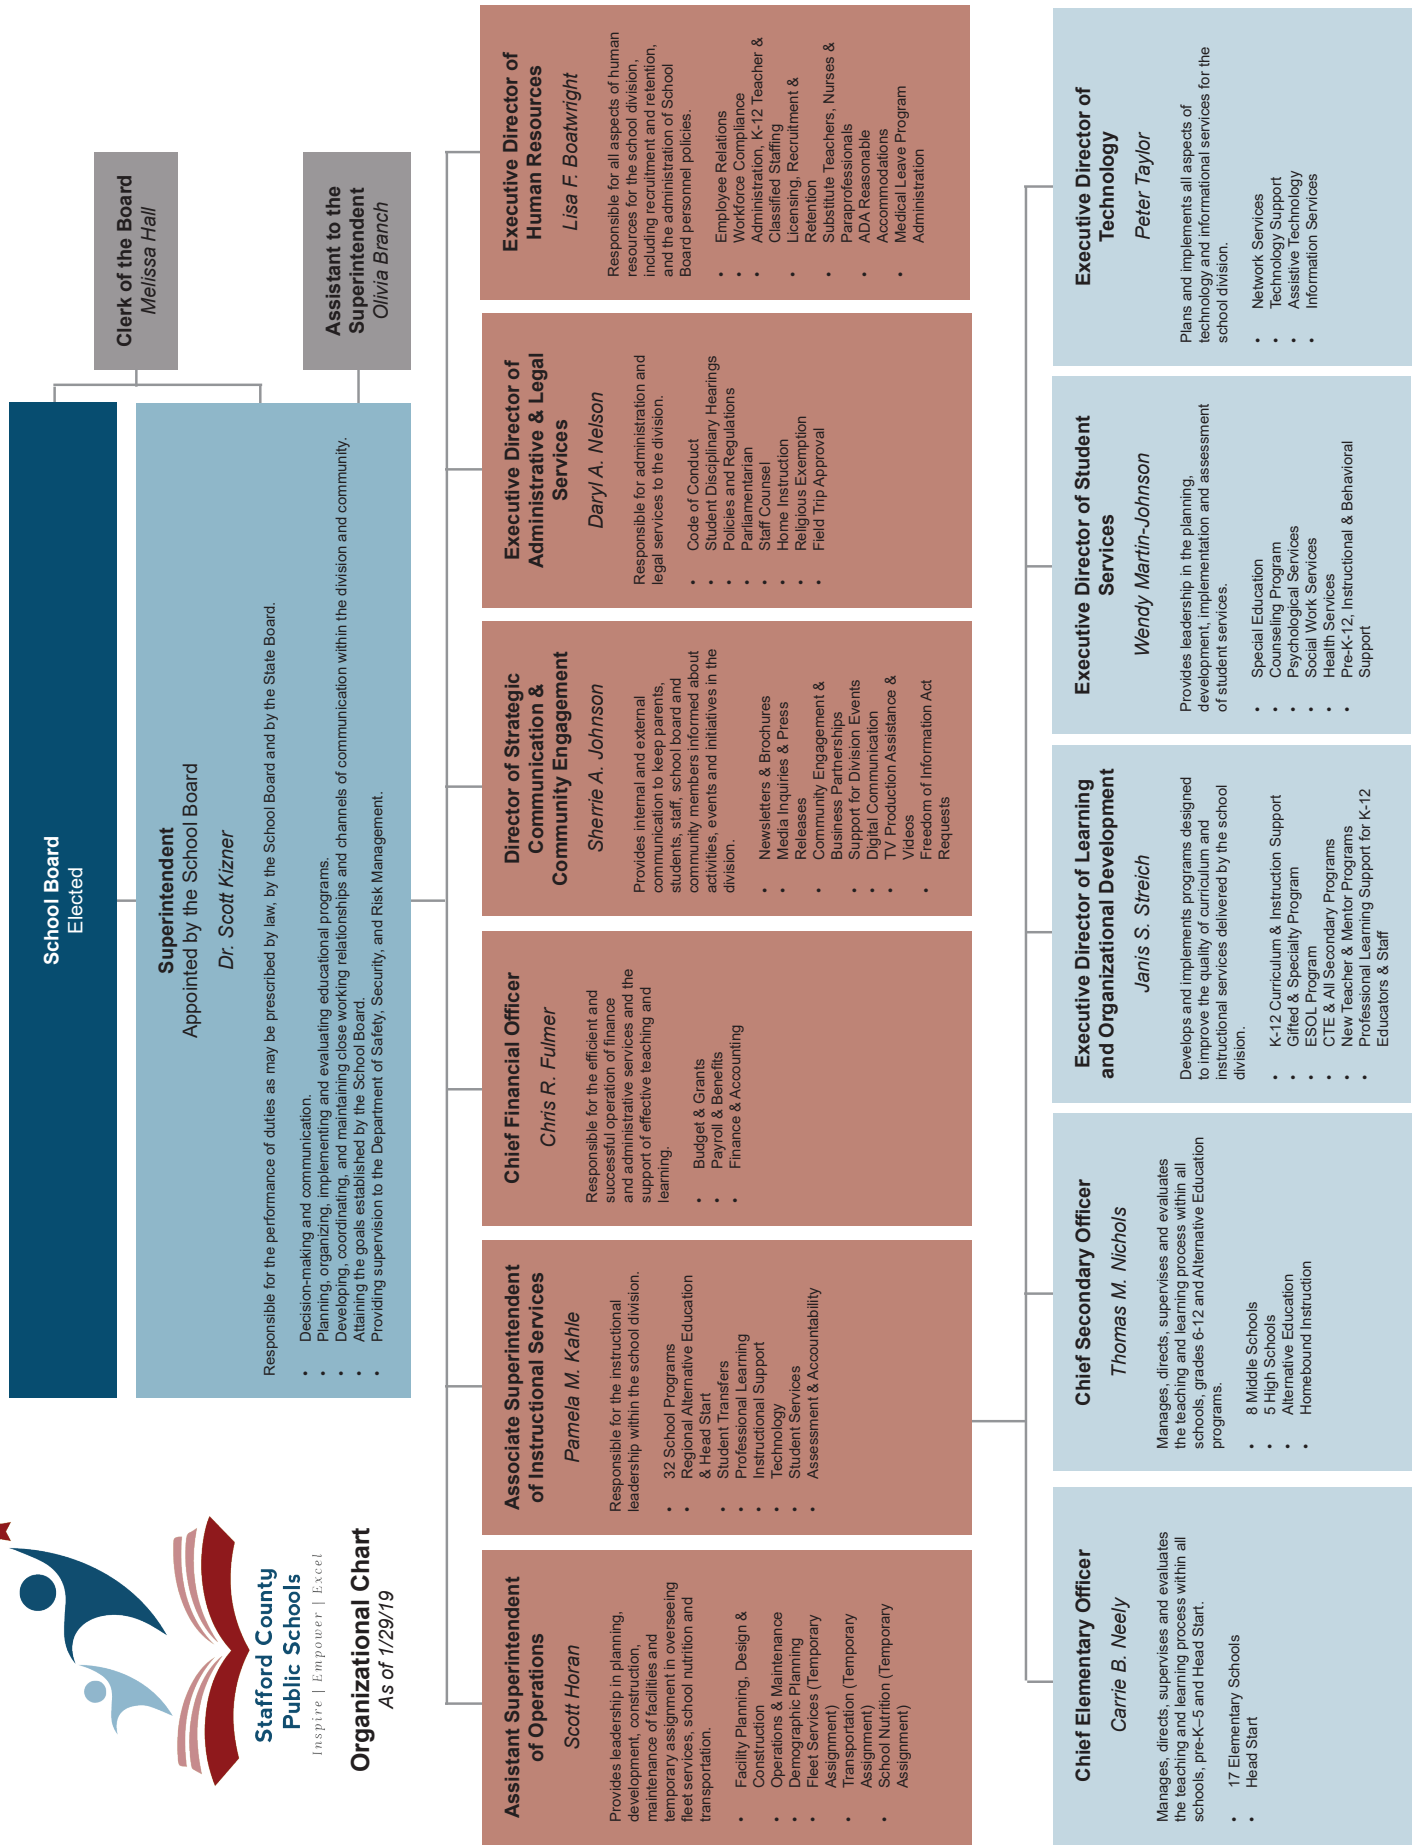 Stafford County
Public Schools
Inspire | Empower | Excel
Organizational Chart
As of 1/29/19
School Board
Elected
Clerk of the Board
Melissa Hall
Superintendent
Appointed by the School Board
Dr. Scott Kizner
Responsible for the performance of duties as may be prescribed by law, by the School Board and by the State Board.
• Decision-making and communication.
• Planning, organizing, implementing and evaluating educational programs.
• Developing, coordinating, and maintaining close working relationships and channels of communication within the division and community.
• Attaining the goals established by the School Board.
• Providing supervision to the Department of Safety, Security, and Risk Management.
Assistant to the
Superintendent
Olivia Branch
Assistant Superintendent
of Operations
Scott Horan
Provides leadership in planning,
development, construction,
maintenance of facilities and
temporary assignment in overseeing
fleet services, school nutrition and
transportation.
• Facility Planning, Design &
Construction
• Operations & Maintenance
• Demographic Planning
• Fleet Services (Temporary
Assignment)
• Transportation (Temporary
Assignment)
• School Nutrition (Temporary
Assignment)
Associate Superintendent
of Instructional Services
Pamela M. Kahle
Responsible for the instructional
leadership within the school division.
• 32 School Programs
• Regional Alternative Education
& Head Start
• Student Transfers
• Professional Learning
• Instructional Support
• Technology
• Student Services
• Assessment & Accountability
Chief Financial Officer
Chris R. Fulmer
Responsible for the efficient and
successful operation of finance
and administrative services and the
support of effective teaching and
learning.
• Budget & Grants
• Payroll & Benefits
• Finance & Accounting
Director of Strategic
Communication &
Community Engagement
Sherrie A. Johnson
Provides internal and external
communication to keep parents,
students, staff, school board and
community members informed about
activities, events and initiatives in the
division.
• Newsletters & Brochures
• Media Inquiries & Press
Releases
• Community Engagement &
Business Partnerships
• Support for Division Events
• Digital Communication
• TV Production Assistance &
Videos
• Freedom of Information Act
Requests
Executive Director of
Administrative & Legal
Services
Daryl A. Nelson
Responsible for administration and
legal services to the division.
• Code of Conduct
• Student Disciplinary Hearings
• Policies and Regulations
• Parliamentarian
• Staff Counsel
• Home Instruction
• Religious Exemption
• Field Trip Approval
Executive Director of
Human Resources
Lisa F. Boatwright
Responsible for all aspects of human
resources for the school division,
including recruitment and retention,
and the administration of School
Board personnel policies.
• Employee Relations
• Workforce Compliance
• Administration, K-12 Teacher &
Classified Staffing
• Licensing, Recruitment &
Retention
• Substitute Teachers, Nurses &
Paraprofessionals
• ADA Reasonable
Accommodations
• Medical Leave Program
Administration
Chief Elementary Officer
Carrie B. Neely
Manages, directs, supervises and evaluates
the teaching and learning process within all
schools, pre-K–5 and Head Start.
• 17 Elementary Schools
• Head Start
Chief Secondary Officer
Thomas M. Nichols
Manages, directs, supervises and evaluates
the teaching and learning process within all
schools, grades 6-12 and Alternative Education
programs.
• 8 Middle Schools
• 5 High Schools
• Alternative Education
• Homebound Instruction
Executive Director of Learning
and Organizational Development
Janis S. Streich
Develops and implements programs designed
to improve the quality of curriculum and
instructional services delivered by the school
division.
• K-12 Curriculum & Instruction Support
• Gifted & Specialty Program
• ESOL Program
• CTE & All Secondary Programs
• New Teacher & Mentor Programs
• Professional Learning Support for K-12
Educators & Staff
Executive Director of Student
Services
Wendy Martin-Johnson
Provides leadership in the planning,
development, implementation and assessment
of student services.
• Special Education
• Counseling Program
• Psychological Services
• Social Work Services
• Health Services
• Pre-K-12, Instructional & Behavioral
Support
Executive Director of
Technology
Peter Taylor
Plans and implements all aspects of
technology and informational services for the
school division.
• Network Services
• Technology Support
• Assistive Technology
• Information Services